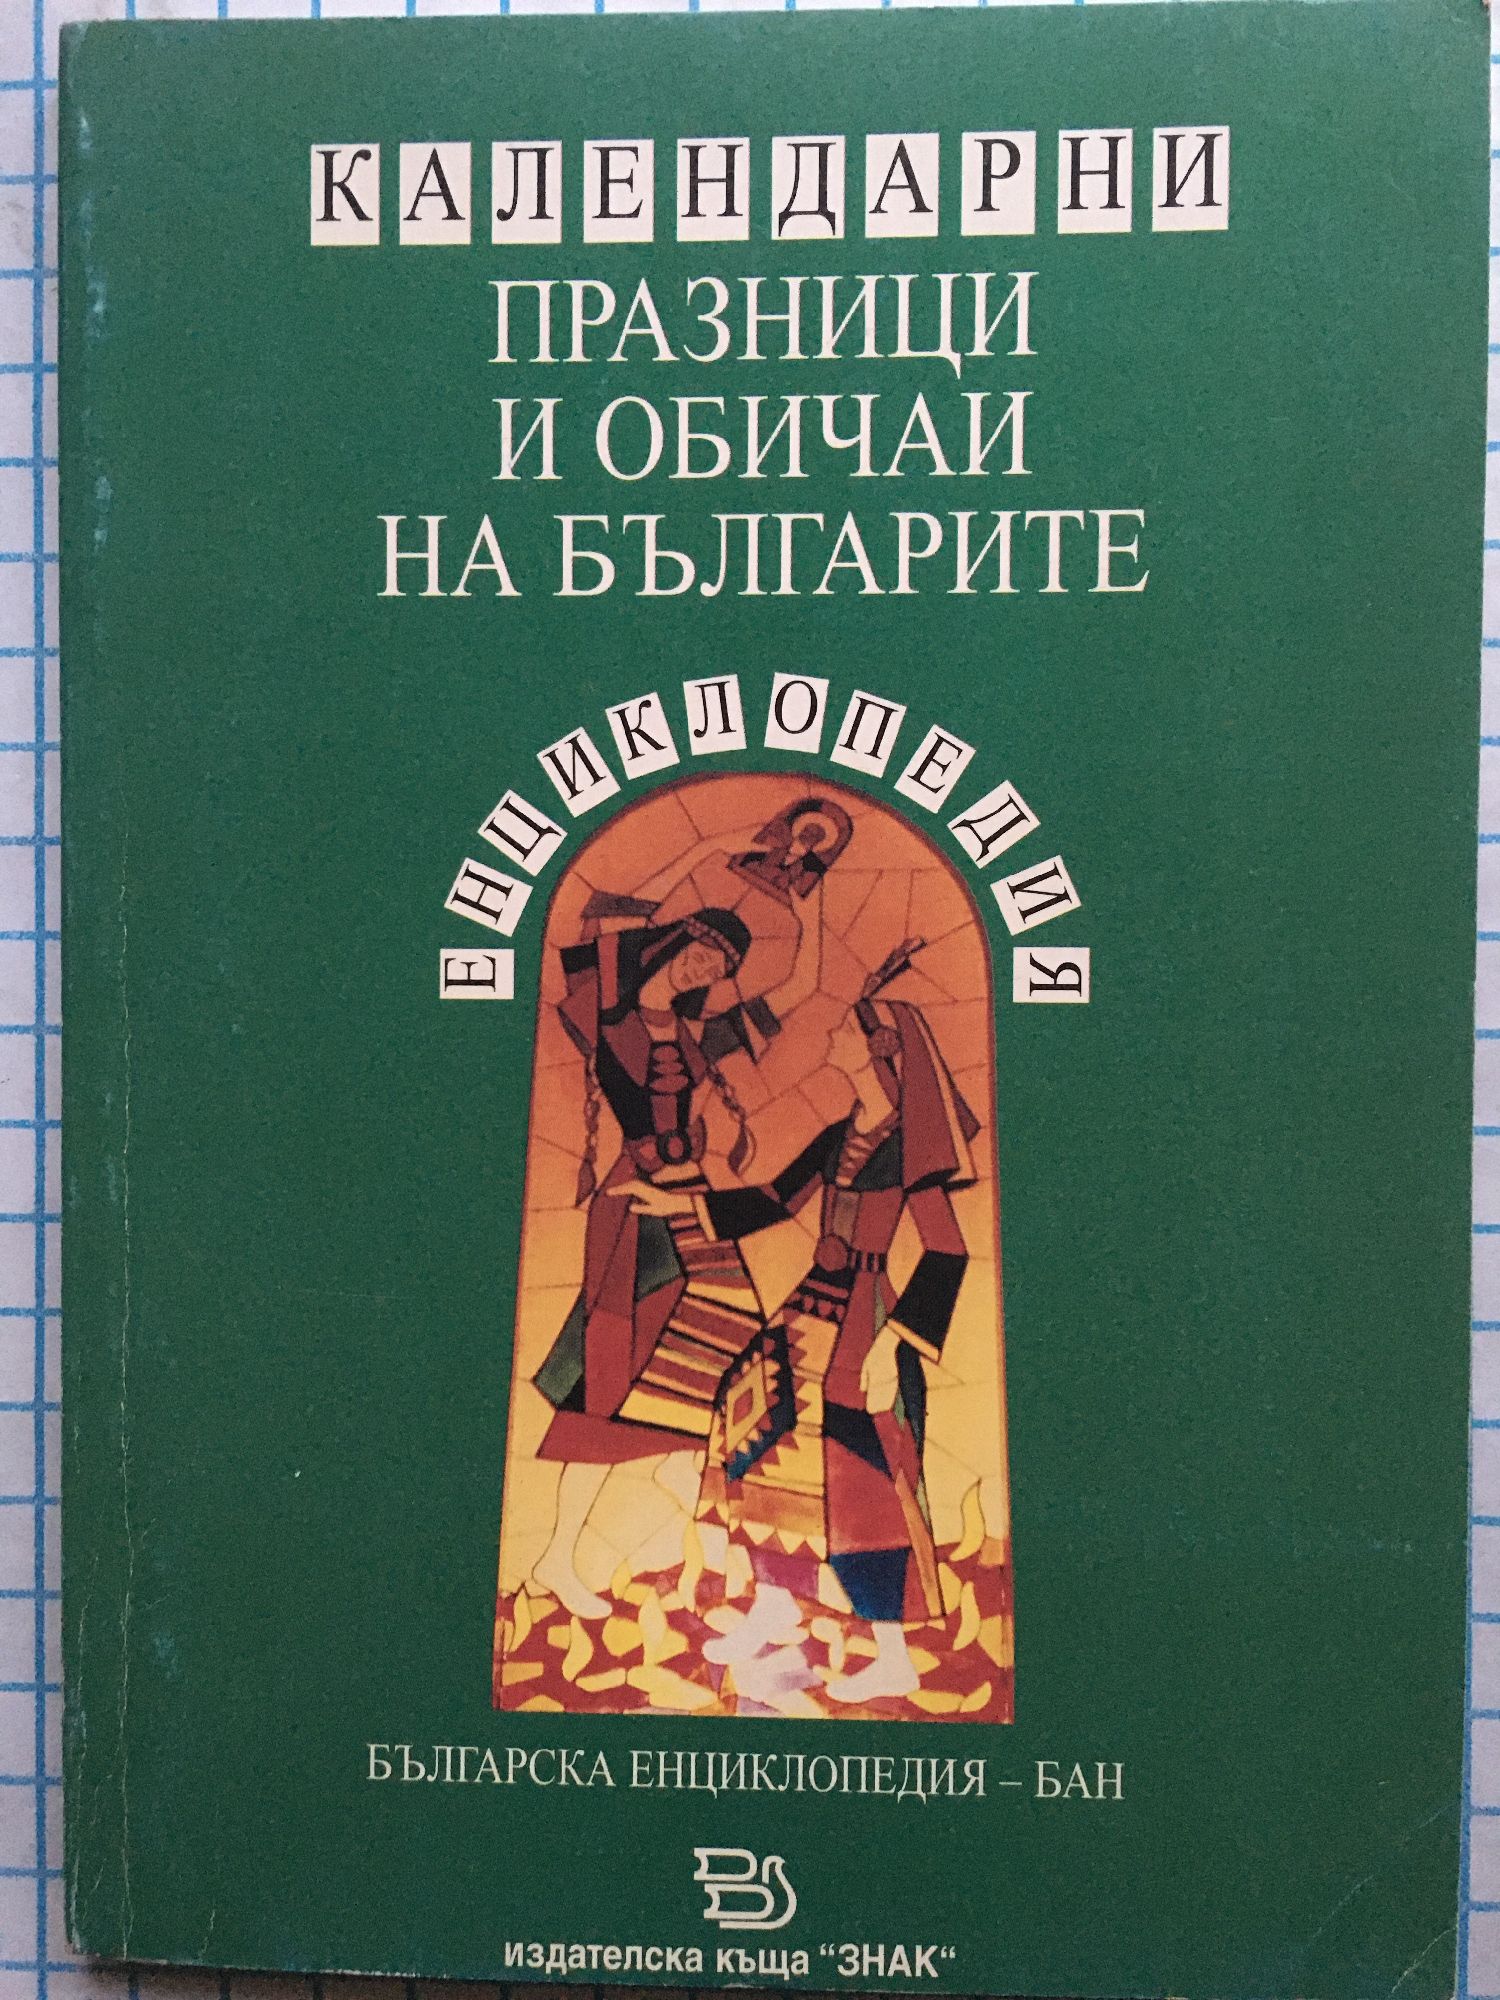 КАЛЕНДАРНИ
ПРАЗНИЦИ
И ОБИЧАИ
НА БЪЛГАРИТЕ
ЕНЦИКЛОПЕДИЯ
БЪЛГАРСКА ЕНЦИКЛОПЕДИЯ – БАН
издателска къща "ЗНАК"